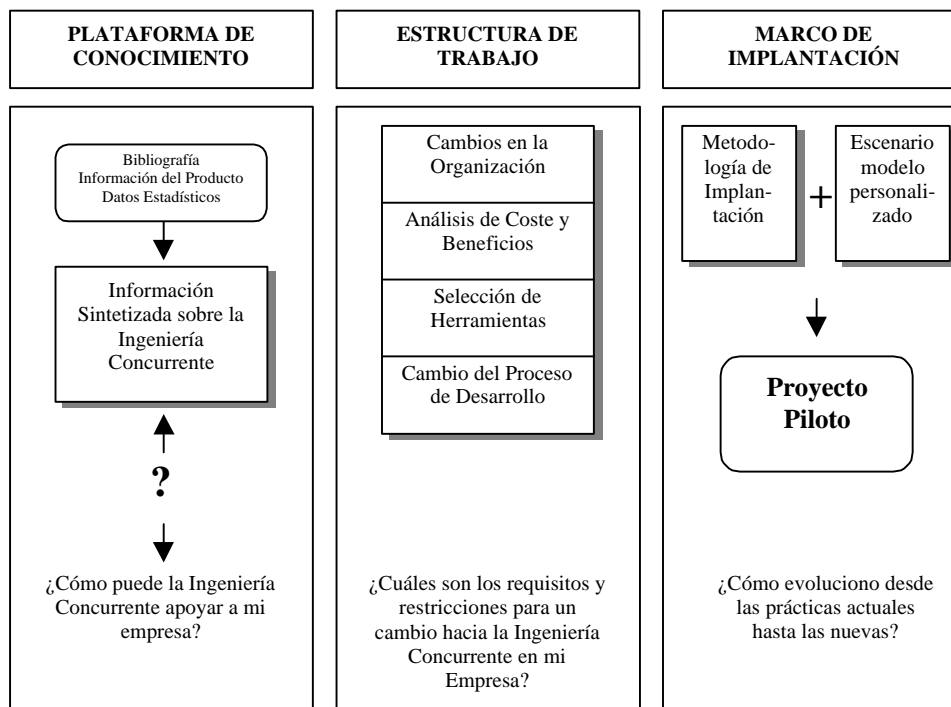 PLATAFORMA DE
CONOCIMIENTO
Bibliografía
Información del Producto
Datos Estadísticos
Información
Sintetizada sobre la
Ingeniería
Concurrente
?
¿Cómo puede la Ingeniería
Concurrente apoyar a mi
empresa?
ESTRUCTURA DE
TRABAJO
Cambios en la
Organización
Análisis de Coste y
Beneficios
Selección de
Herramientas
Cambio del Proceso
de Desarrollo
¿Cuáles son los requisitos y
restricciones para un
cambio hacia la Ingeniería
Concurrente en mi
Empresa?
MARCO DE
IMPLANTACIÓN
Metodo-
logía de
Implan-
tación
+
Escenario
modelo
personali-
zado
Proyecto
Piloto
¿Cómo evoluciono desde
las prácticas actuales
hasta las nuevas?